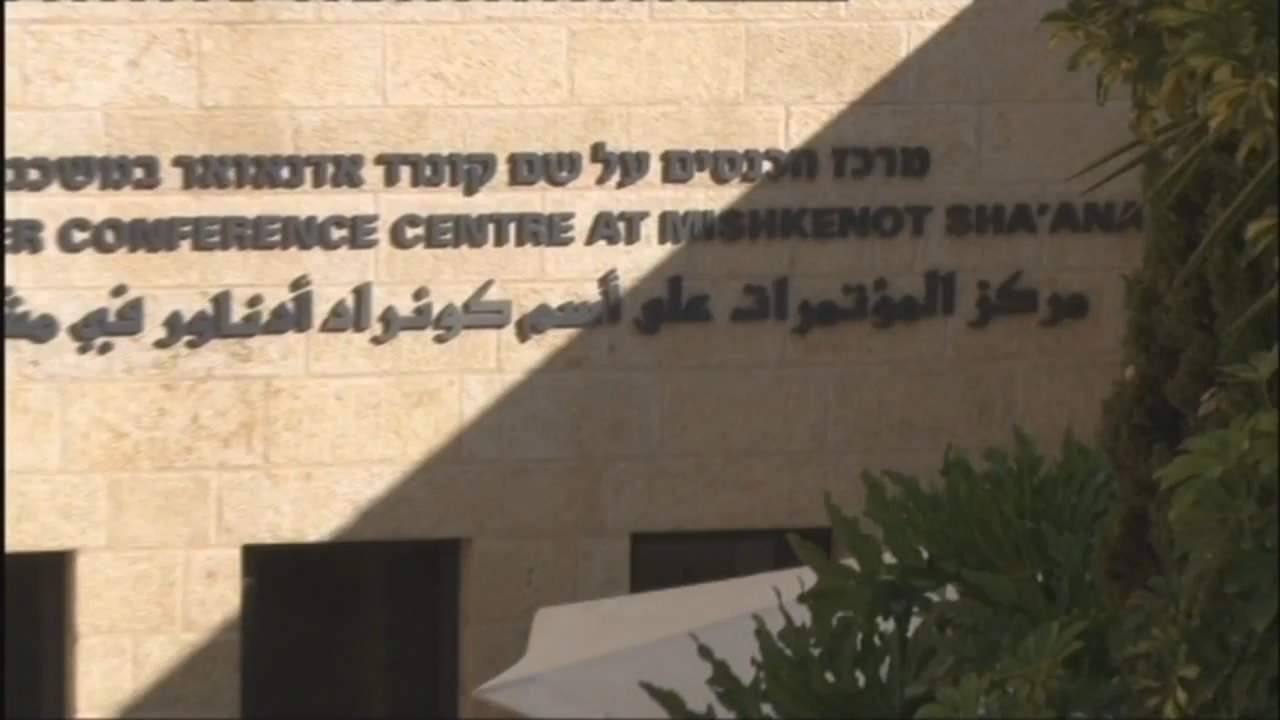 מרכז הכנסים על שם קונרד אדנאואר במשכנ
ER CONFERENCE CENTRE AT MISHKENOT SHA'ANA
مركز المؤتمرات على أسم كونراد أدناور في مش